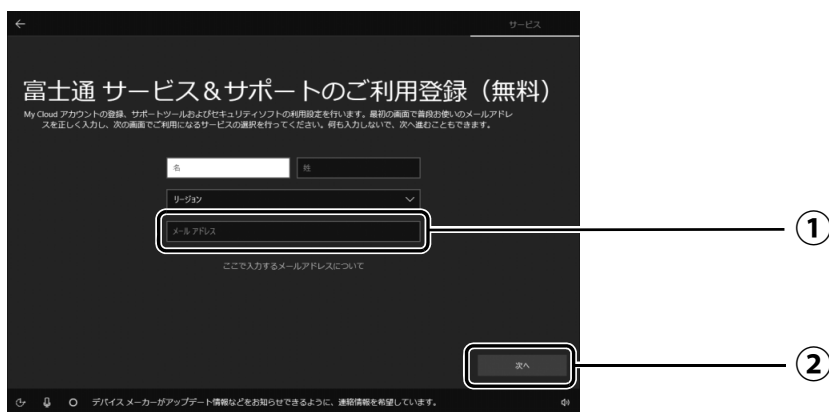 サービス
富士通 サービス＆サポートのご利用登録（無料）
My Cloud アカウントの登録、サポートツールおよびセキュリティソフトの利用設定を行います。最初の画面で普段お使いのメールアドレ
スを正しく入力し、次の画面でご利用になるサービスの選択を行ってください。何も入力しないで、次へ進むこともできます。
名 姓
リージョン
メール アドレス
①
ここで入力するメールアドレスについて
次へ
②
デバイス メーカーがアップデート情報などをお知らせできるように、連絡情報を希望しています。